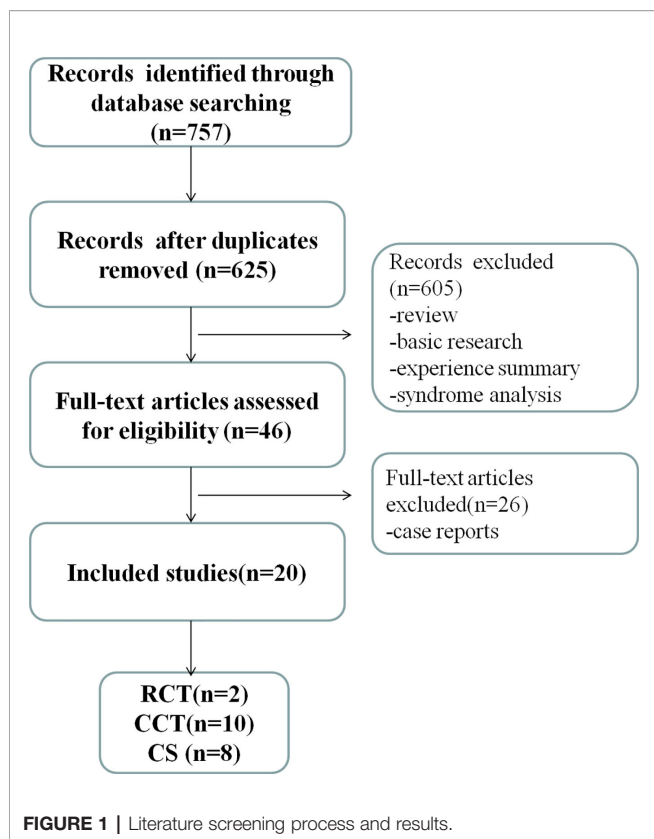 Records identified through
database searching
(n=757)
Records after duplicates
removed (n=625)
Records excluded
(n=605)
-review
-basic research
-experience summary
-syndrome analysis
Full-text articles assessed
for eligibility (n=46)
Full-text articles
excluded(n=26)
-case reports
Included studies(n=20)
RCT(n=2)
CCT(n=10)
CS (n=8)
FIGURE 1 | Literature screening process and results.